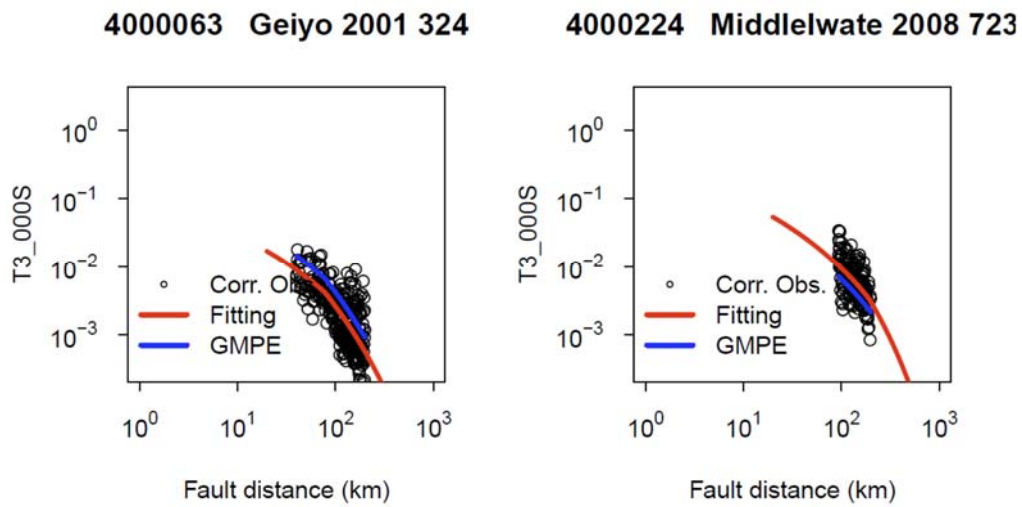 4000063 Geiyo 2001 324
T3_000S
10^0
10^-1
10^-2
10^-3
Corr. O
Fitting
GMPE
10^0 10^1 10^2 10^3
Fault distance (km)
4000224 MiddleIwate 2008 723
T3_000S
10^0
10^-1
10^-2
10^-3
Corr. Obs.
Fitting
GMPE
10^0 10^1 10^2 10^3
Fault distance (km)